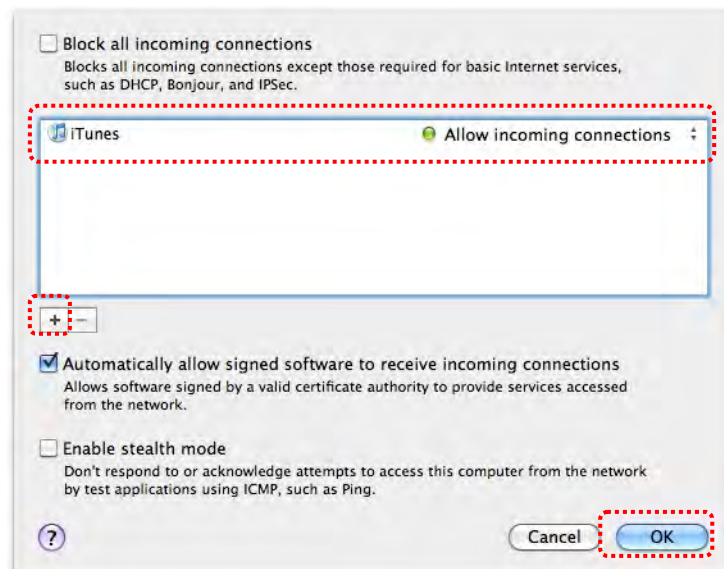 Block all incoming connections
Blocks all incoming connections except those required for basic Internet services,
such as DHCP, Bonjour, and IPSec.
iTunes Allow incoming connections
+ −
Automatically allow signed software to receive incoming connections
Allows software signed by a valid certificate authority to provide services accessed
from the network.
Enable stealth mode
Don't respond to or acknowledge attempts to access this computer from the network
by test applications using ICMP, such as Ping.
? Cancel OK